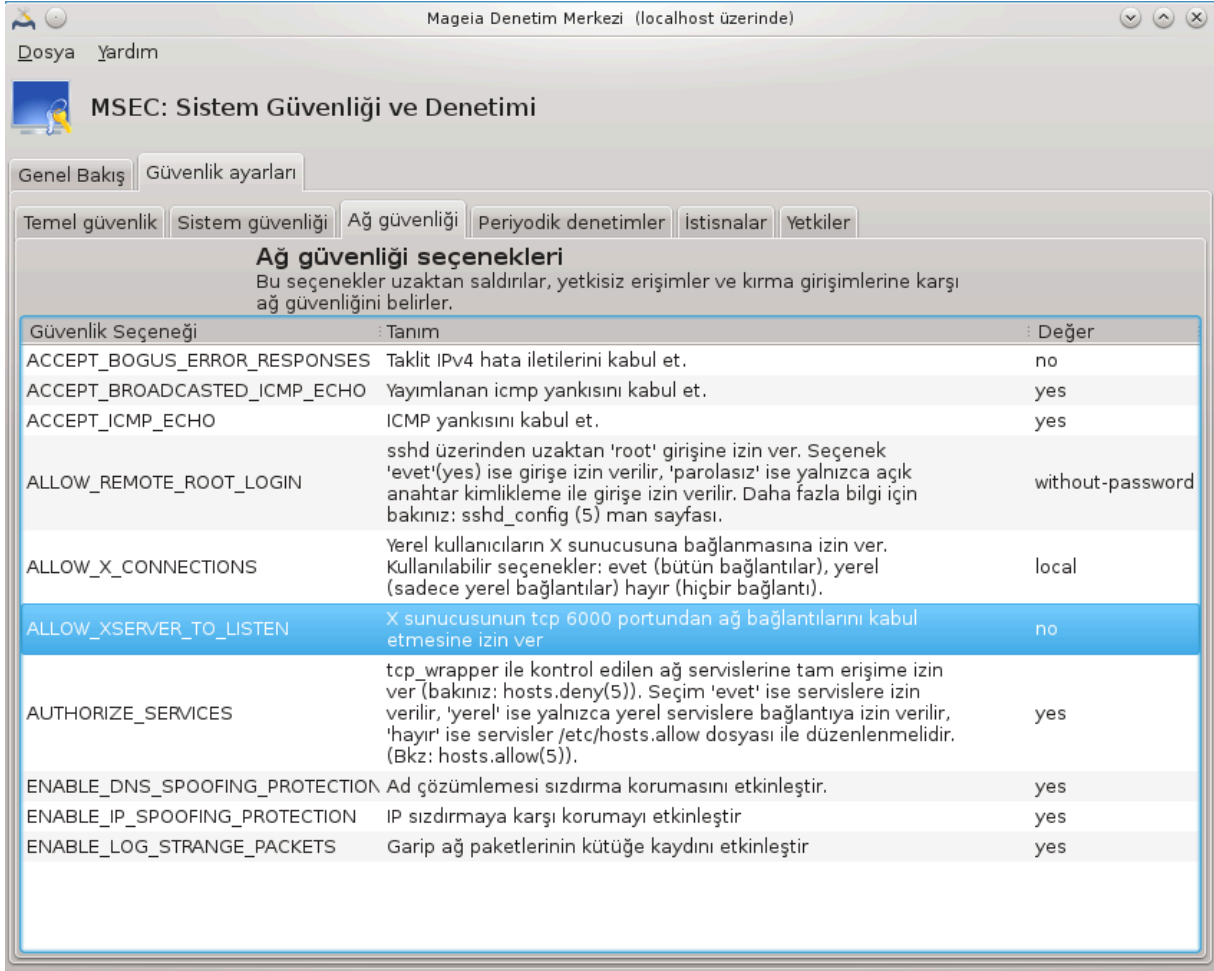 Mageia Denetim Merkezi (localhost üzerinde)
Dosya Yardım
MSEC: Sistem Güvenliği ve Denetimi
Genel Bakış Güvenlik ayarları
Temel güvenlik Sistem güvenliği Ağ güvenliği Periyodik denetimler İstisnalar Yetkiler
Ağ güvenliği seçenekleri
Bu seçenekler uzaktan saldırılar, yetkisiz erişimler ve kırma girişimlerine karşı
ağ güvenliğini belirler.
Güvenlik Seçeneği Tanım Değer
ACCEPT_BOGUS_ERROR_RESPONSES Taklit IPv4 hata iletilerini kabul et. no
ACCEPT_BROADCASTED_ICMP_ECHO Yayımlanan icmp yankısını kabul et. yes
ACCEPT_ICMP_ECHO ICMP yankısını kabul et. yes
sshd üzerinden uzaktan 'root' girişine izin ver. Seçenek
'evet'(yes) ise girişe izin verilir, 'parolasız' ise yalnızca açık
ALLOW_REMOTE_ROOT_LOGIN anahtar kimlikleme ile girişe izin verilir. Daha fazla bilgi için without-password
bakınız: sshd_config (5) man sayfası.
Yerel kullanıcıların X sunucusuna bağlanmasına izin ver.
ALLOW_X_CONNECTIONS Kullanılabilir seçenekler: evet (bütün bağlantılar), yerel local
(sadece yerel bağlantılar) hayır (hiçbir bağlantı).
ALLOW_XSERVER_TO_LISTEN X sunucusunun tcp 6000 portundan ağ bağlantılarını kabul no
etmesine izin ver
tcp_wrapper ile kontrol edilen ağ servislerine tam erişime izin
ver (bakınız: hosts.deny(5)). Seçim 'evet' ise servislere izin
AUTHORIZE_SERVICES verilir, 'yerel' ise yalnızca yerel servislere bağlantıya izin verilir, yes
'hayır' ise servisler /etc/hosts.allow dosyası ile düzenlenmelidir.
(Bkz: hosts.allow(5)).
ENABLE_DNS_SPOOFING_PROTECTION Ad çözümlemesi sızdırma korumasını etkinleştir. yes
ENABLE_IP_SPOOFING_PROTECTION IP sızdırmaya karşı korumayı etkinleştir yes
ENABLE_LOG_STRANGE_PACKETS Garip ağ paketlerinin kütüğe kaydını etkinleştir yes